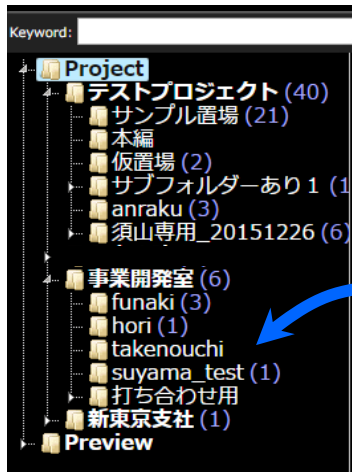 Keyword:
Project
テストプロジェクト (40)
サンプル置場 (21)
本編
仮置場 (2)
サブフォルダーあり1 (1
anraku (3)
須山専用_20151226 (6)
事業開発室 (6)
funaki (3)
hori (1)
takenouchi
suyama_test (1)
打ち合わせ用
新東京支社 (1)
Preview